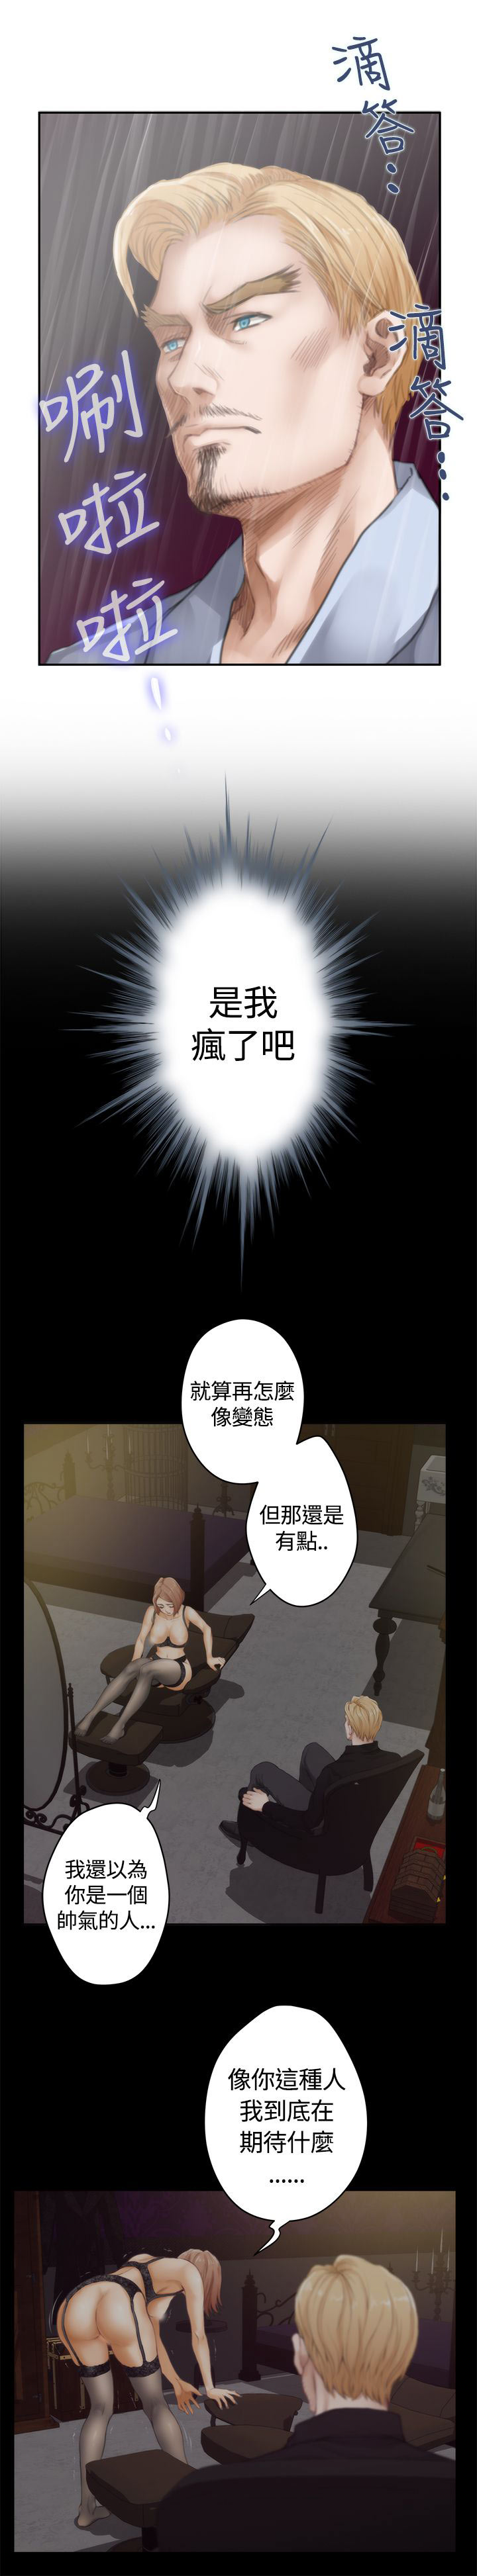 滴答：
滴答…
唰啦啦！
是我
瘋了吧
就算再怎麼
像變態
但那還是
有點..
我還以為
你是一個
帥氣的人...
像你這種人
我到底在
期待什麼
......